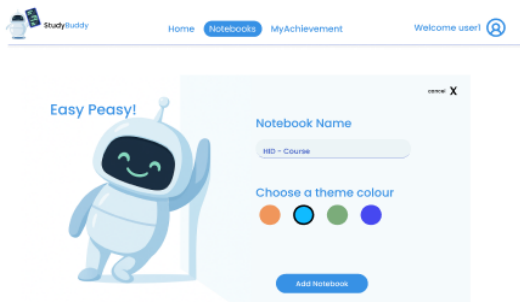 StudyBuddy
Home Notebooks MyAchievement
Welcome user1
cancel X
Easy Peasy!
Notebook Name
HID - Course
Choose a theme colour
Add Notebook